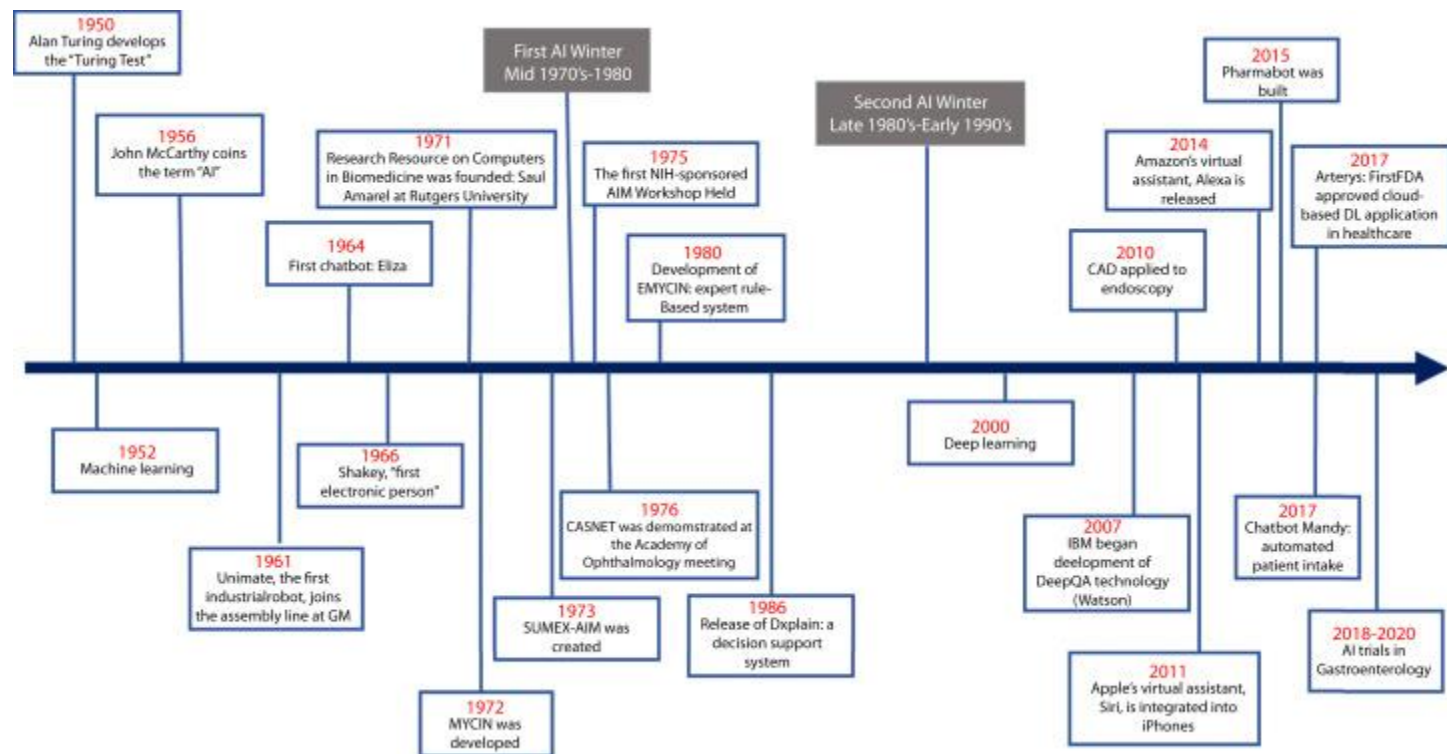 1950
Alan Turing develops
the "Turing Test"
1956
John McCarthy coins
the term "AI"
1964
First chatbot: Eliza
1971
Research Resource on Computers
in Biomedicine was founded: Saul
Amarel at Rutgers University
First AI Winter
Mid 1970's-1980
1975
The first NIH-sponsored
AIM Workshop Held
1980
Development of
EMYCIN: expert rule-
Based system
Second AI Winter
Late 1980's-Early 1990's
2010
CAD applied to
endoscopy
2014
Amazon's virtual
assistant, Alexa is
released
2015
Pharmabot was
built
2017
Arterys: FirstFDA
approved cloud-
based DL application
in healthcare
1952
Machine learning
1961
Unimate, the first
industrialrobot, joins
the assembly line at GM
1966
Shakey, "first
electronic person"
1972
MYCIN was
developed
1973
SUMEX-AIM was
created
1976
CASNET was demomstrated at
the Academy of
Ophthalmology meeting
1986
Release of Dxplain: a
decision support
system
2000
Deep learning
2007
IBM began
deelopment of
DeepQA technology
(Watson)
2011
Apple's virtual assistant,
Siri, is integrated into
iPhones
2017
Chatbot Mandy:
automated
patient intake
2018-2020
AI trials in
Gastroenterology